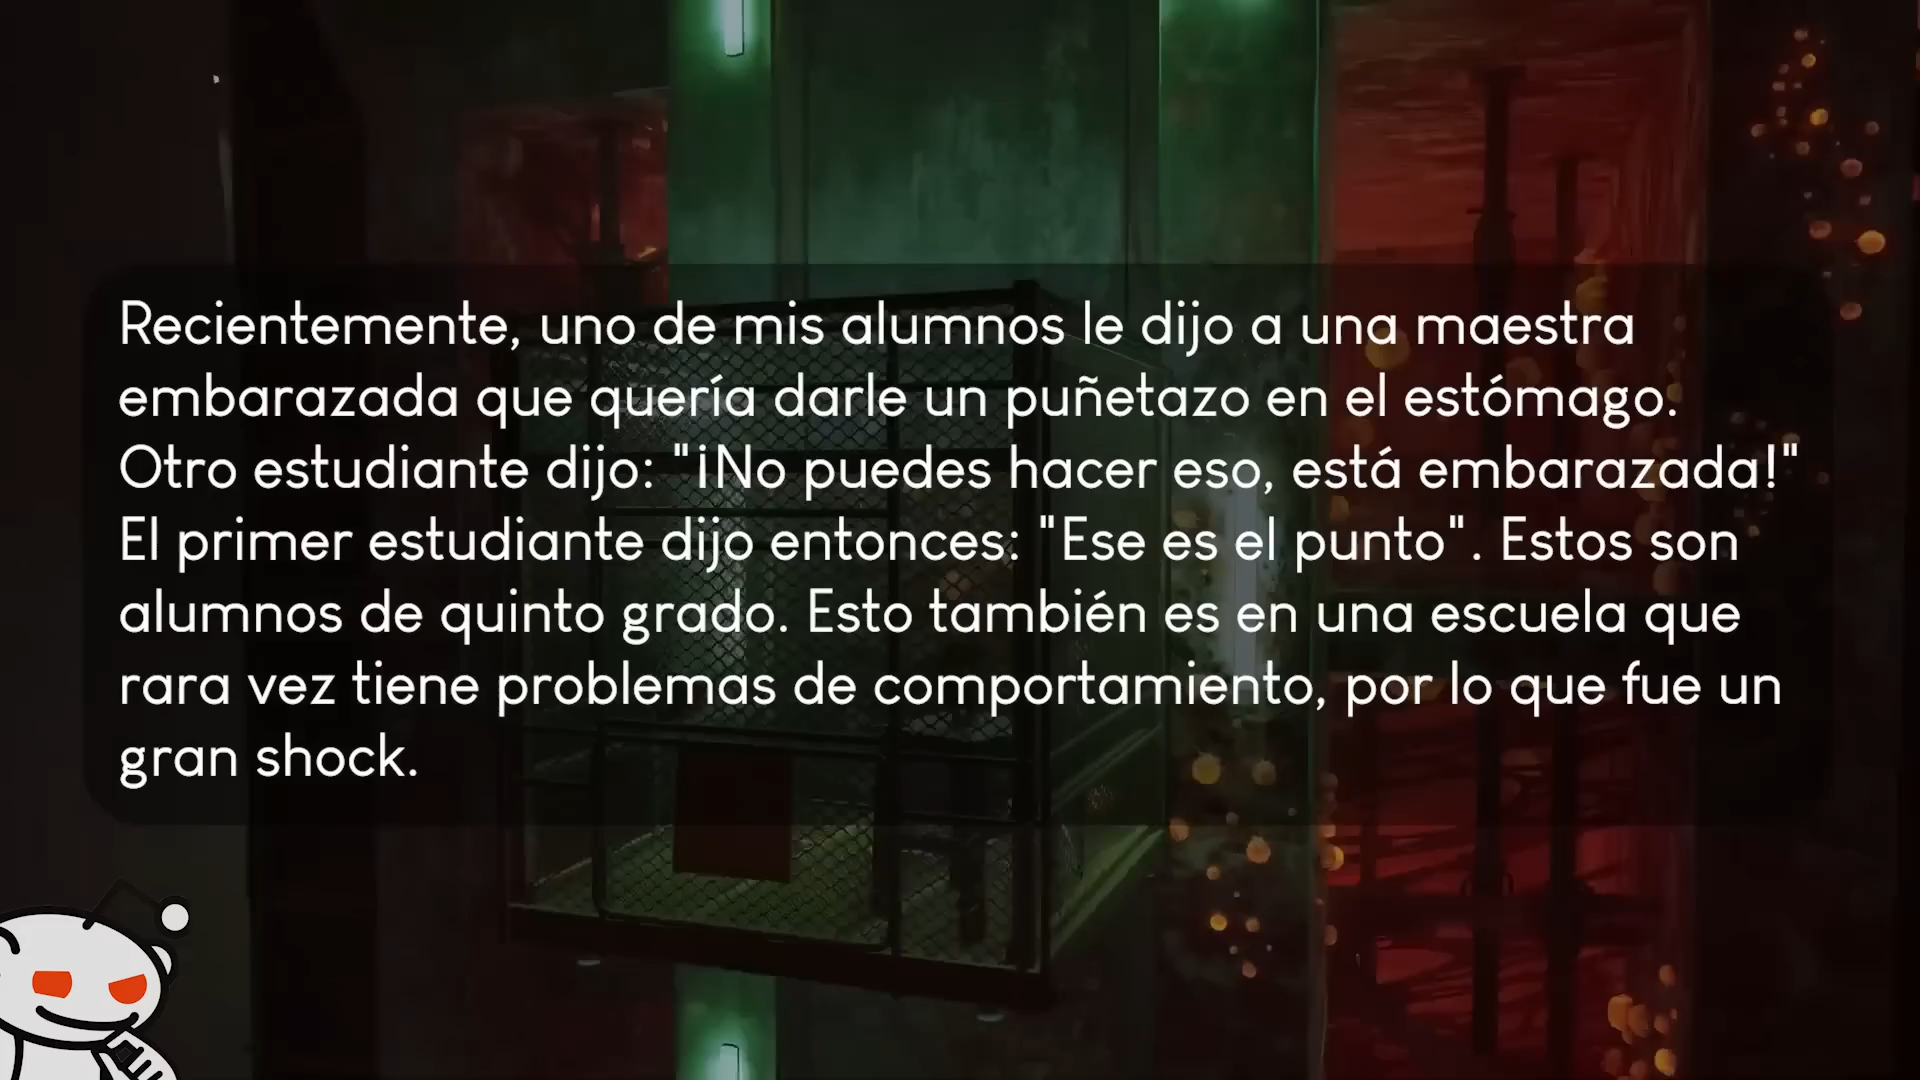 Recientemente, uno de mis alumnos le dijo a una maestra
embarazada que quería darle un puñetazo en el estómago.
Otro estudiante dijo: "¡No puedes hacer eso, está embarazada!"
El primer estudiante dijo entonces: "Ese es el punto". Estos son
alumnos de quinto grado. Esto también es en una escuela que
rara vez tiene problemas de comportamiento, por lo que fue un
gran shock.